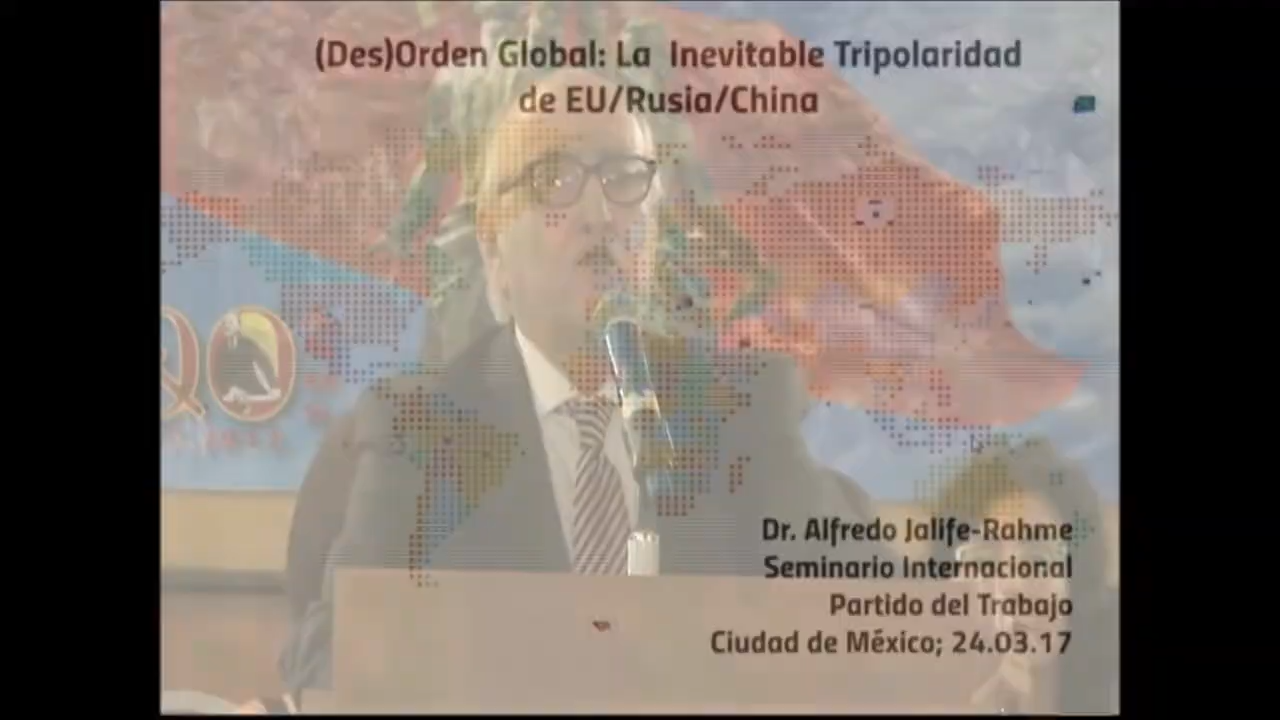 (Des)Orden Global: La Inevitable Tripolaridad
de EU/Rusia/China
Dr. Alfredo Jalife-Rahme
Seminario Internacional
Partido del Trabajo
Ciudad de México; 24.03.17